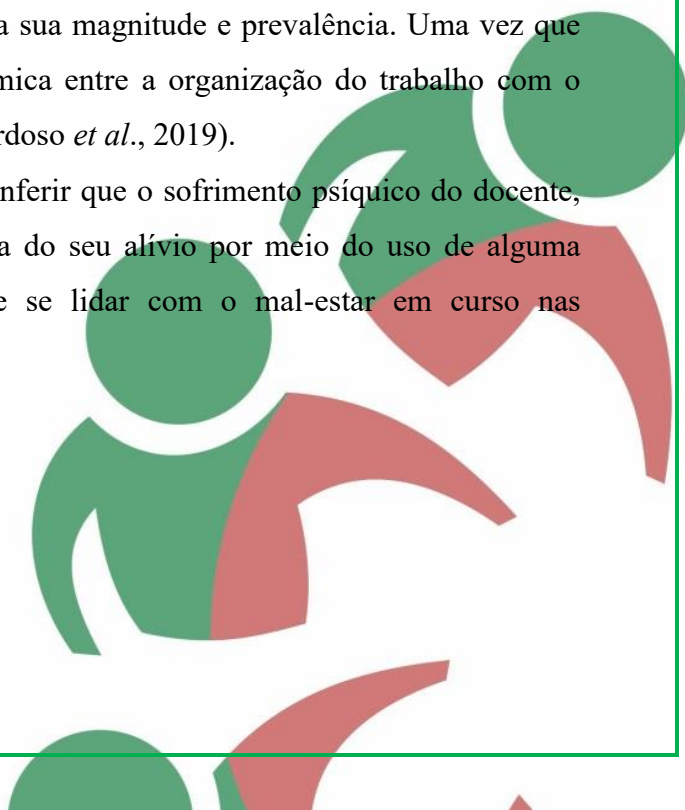 a sua magnitude e prevalência. Uma vez que
mica entre a organização do trabalho com o
rdoso et al., 2019).
nferir que o sofrimento psíquico do docente,
a do seu alívio por meio do uso de alguma
e se lidar com o mal-estar em curso nas